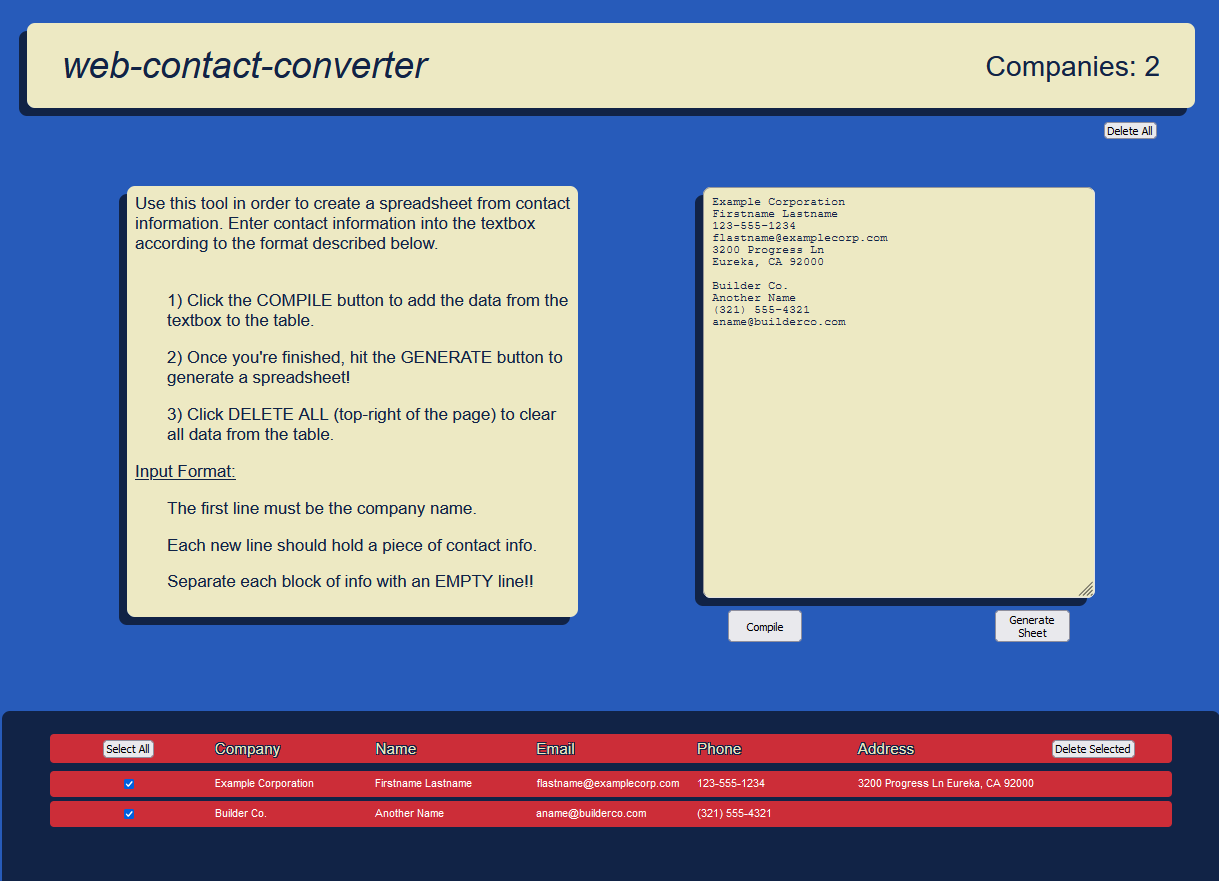 web-contact-converter
Companies: 2
Delete All
Use this tool in order to create a spreadsheet from contact
information. Enter contact information into the textbox
according to the format described below.
1) Click the COMPILE button to add the data from the
textbox to the table.
2) Once you're finished, hit the GENERATE button to
generate a spreadsheet!
3) Click DELETE ALL (top-right of the page) to clear
all data from the table.
Input Format:
The first line must be the company name.
Each new line should hold a piece of contact info.
Separate each block of info with an EMPTY line!!
Example Corporation
Firstname Lastname
123-555-1234
flastname@examplecorp.com
3200 Progress Ln
Eureka, CA 92000
Builder Co.
Another Name
(321) 555-4321
aname@builderco.com
Compile
Generate
Sheet
Select All Company Name Email Phone Address Delete Selected
Example Corporation Firstname Lastname flastname@examplecorp.com 123-555-1234 3200 Progress Ln Eureka, CA 92000
Builder Co. Another Name aname@builderco.com (321) 555-4321